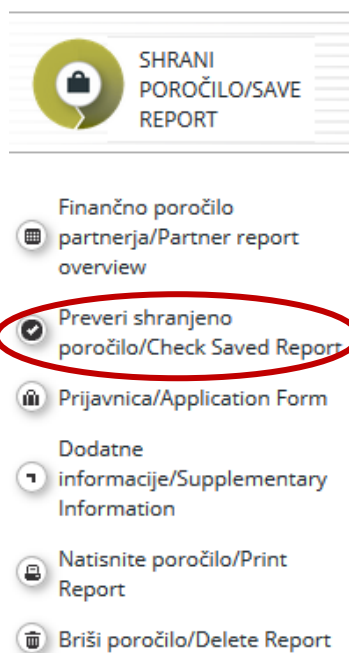 SHRANI
POROČILO/SAVE
REPORT
Finančno poročilo
partnerja/Partner report
overview
Preveri shranjeno
poročilo/Check Saved Report
Prijavnica/Application Form
Dodatne
informacije/Supplementary
Information
Natisnite poročilo/Print
Report
Briši poročilo/Delete Report